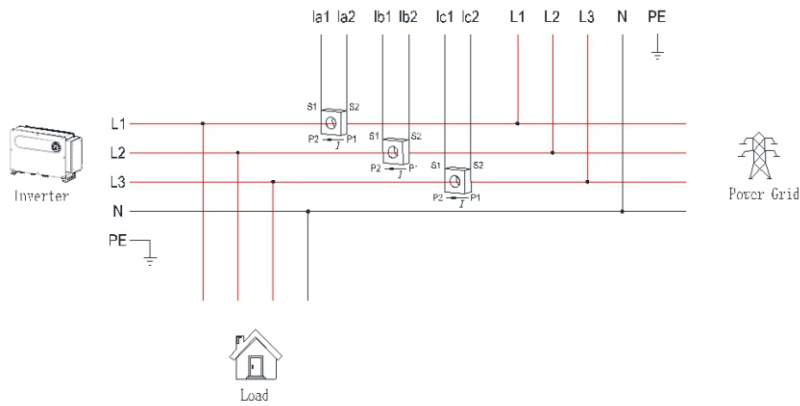 Ia1 Ia2 Ib1 Ib2 Ic1 Ic2 L1 L2 L3 N PE
S1 S2
L1
P2 I P1
S1 S2
L2
P2 I P1
S1 S2
L3
P2 I P1
Inverter
Power Grid
N
PE
Load